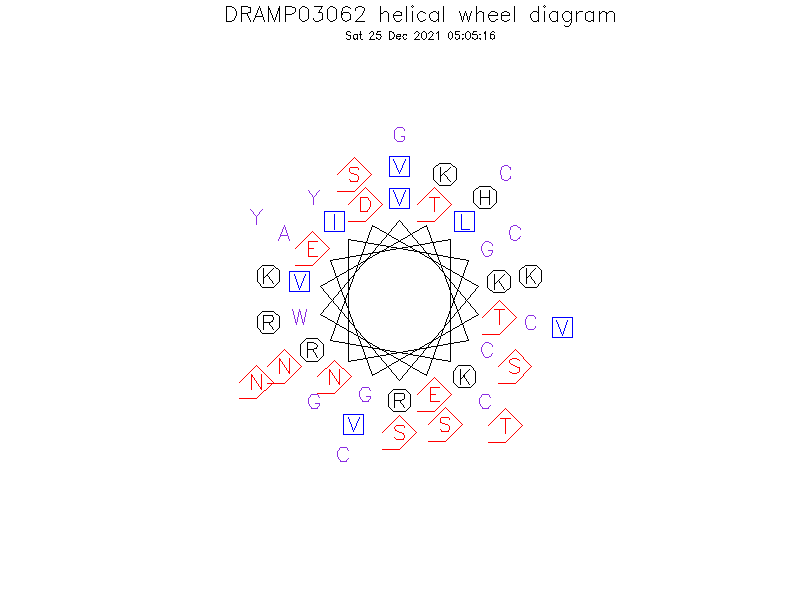 DRAMP03062 helical wheel diagram
Sat 25 Dec 2021 05:05:16
G
S V K C
Y D V T H
Y I L
A E G C
K V K K
R W T C V
R C S
N N N K
G G R E C
V S S T
C